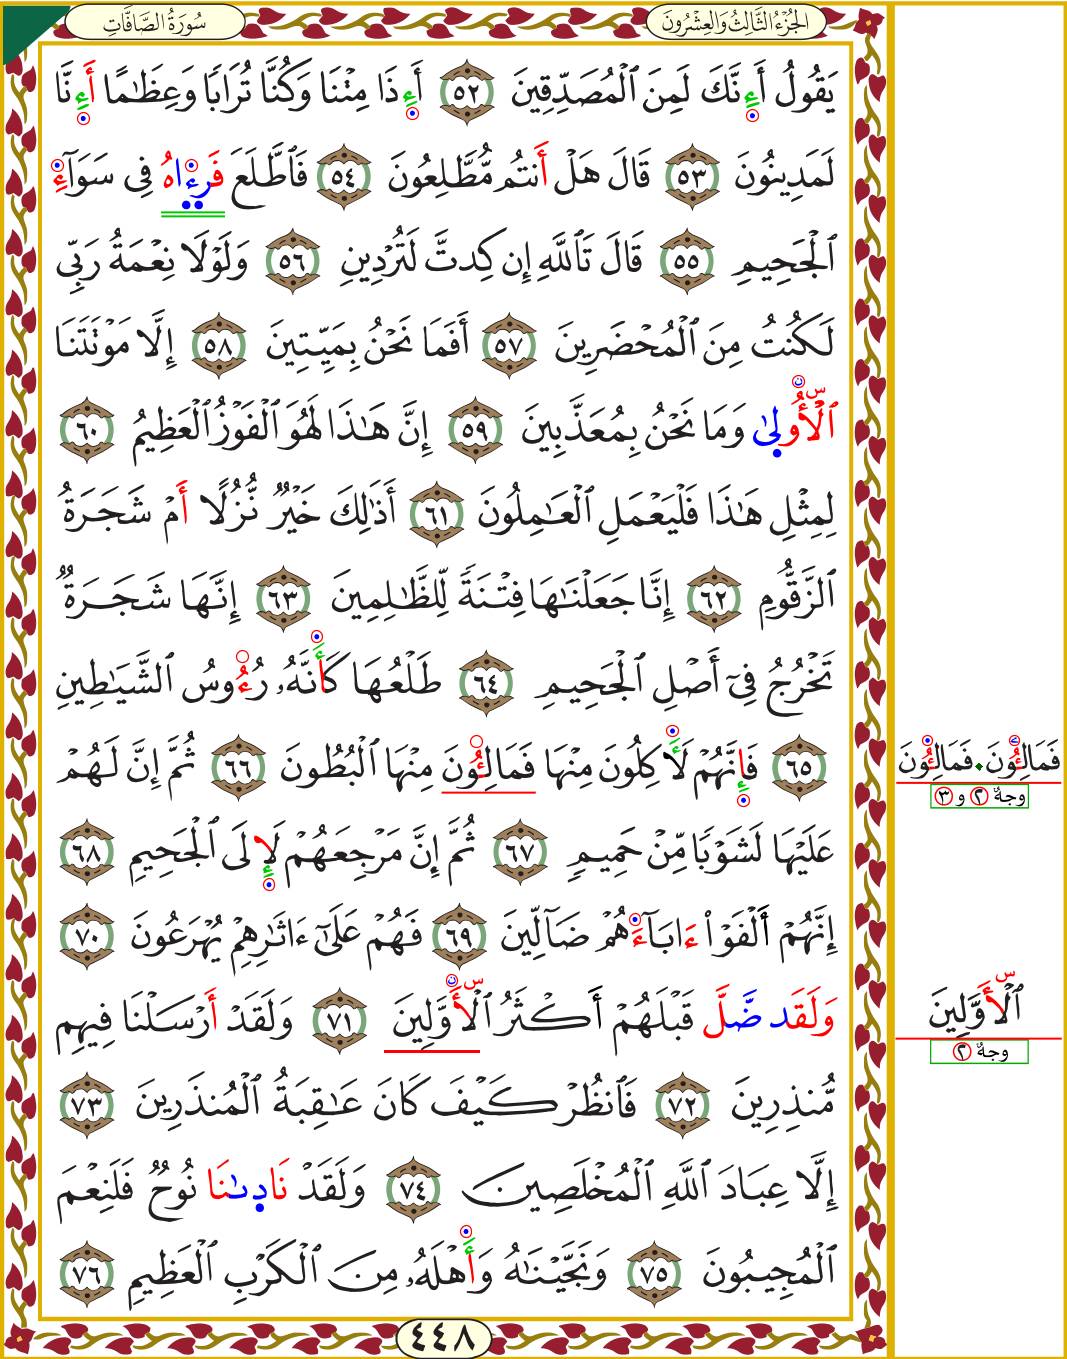 سُورَةُ الصَّافَّاتِ
الجُزْءُ الثَّالِثُ وَالعِشْرُونَ
يَقُولُ أَءِنَّكَ لَمِنَ ٱلْمُصَدِّقِينَ ٥٢ أَءِذَا مِتْنَا وَكُنَّا تُرَابًا وَعِظَٰمًا أَءِنَّا
لَمَدِينُونَ ٥٣ قَالَ هَلْ أَنتُم مُّطَّلِعُونَ ٥٤ فَٱطَّلَعَ فَرَءَاهُ فِى سَوَآءِ
ٱلْجَحِيمِ ٥٥ قَالَ تَٱللَّهِ إِن كِدتَّ لَتُرْدِينِ ٥٦ وَلَوْلَا نِعْمَةُ رَبِّى
لَكُنتُ مِنَ ٱلْمُحْضَرِينَ ٥٧ أَفَمَا نَحْنُ بِمَيِّتِينَ ٥٨ إِلَّا مَوْتَتَنَا
ٱلْأُولَىٰ وَمَا نَحْنُ بِمُعَذَّبِينَ ٥٩ إِنَّ هَٰذَا لَهُوَ ٱلْفَوْزُ ٱلْعَظِيمُ ٦٠
لِمِثْلِ هَٰذَا فَلْيَعْمَلِ ٱلْعَٰمِلُونَ ٦١ أَذَٰلِكَ خَيْرٌ نُّزُلًا أَمْ شَجَرَةُ
ٱلزَّقُّومِ ٦٢ إِنَّا جَعَلْنَٰهَا فِتْنَةً لِّلظَّٰلِمِينَ ٦٣ إِنَّهَا شَجَرَةٌ
تَخْرُجُ فِىٓ أَصْلِ ٱلْجَحِيمِ ٦٤ طَلْعُهَا كَأَنَّهُۥ رُءُوسُ ٱلشَّيَٰطِينِ
٦٥ فَإِنَّهُمْ لَأَكِلُونَ مِنْهَا فَمَالِـُٔونَ مِنْهَا ٱلْبُطُونَ ٦٦ ثُمَّ إِنَّ لَهُمْ
عَلَيْهَا لَشَوْبًا مِّنْ حَمِيمٍ ٦٧ ثُمَّ إِنَّ مَرْجِعَهُمْ لَإِلَى ٱلْجَحِيمِ ٦٨
إِنَّهُمْ أَلْفَوْا۟ ءَابَآءَهُمْ ضَآلِّينَ ٦٩ فَهُمْ عَلَىٰٓ ءَاثَٰرِهِمْ يُهْرَعُونَ ٧٠
وَلَقَد ضَّلَّ قَبْلَهُمْ أَكْثَرُ ٱلْأَوَّلِينَ ٧١ وَلَقَدْ أَرْسَلْنَا فِيهِم
مُّنذِرِينَ ٧٢ فَٱنظُرْ كَيْفَ كَانَ عَٰقِبَةُ ٱلْمُنذَرِينَ ٧٣
إِلَّا عِبَادَ ٱللَّهِ ٱلْمُخْلَصِينَ ٧٤ وَلَقَدْ نَادَىٰنَا نُوحٌ فَلَنِعْمَ
ٱلْمُجِيبُونَ ٧٥ وَنَجَّيْنَٰهُ وَأَهْلَهُۥ مِنَ ٱلْكَرْبِ ٱلْعَظِيمِ ٧٦
٤٤٨
فَمَالِـُٔونَ فَمَالِـُٔونَ
وجهٌ ٢ و ٣
ٱلْأَوَّلِينَ
وجهٌ ٢